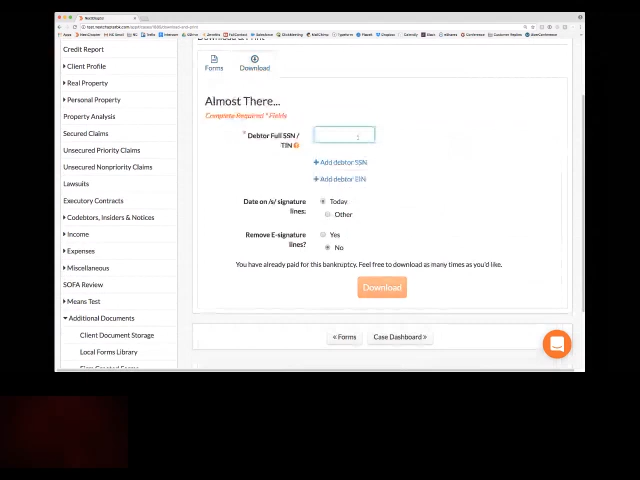 Credit Report
Client Profile
Real Property
Personal Property
Property Analysis
Secured Claims
Unsecured Priority Claims
Unsecured Nonpriority Claims
Lawsuits
Executory Contracts
Codebtors, Insiders & Notices
Income
Expenses
Miscellaneous
SOFA Review
Means Test
Additional Documents
Client Document Storage
Local Forms Library
Forms
Download
Almost There...
Complete Required * Fields
* Debtor Full SSN /
TIN
+ Add debtor SSN
+ Add debtor EIN
Date on /s/ signature
lines:
Today
Other
Remove E-signature
lines?
Yes
No
You have already paid for this bankruptcy. Feel free to download as many times as you'd like.
Download
« Forms
Case Dashboard »